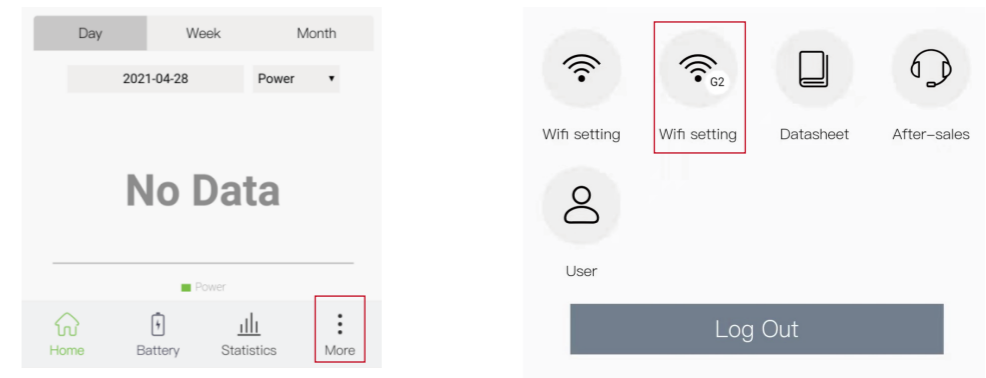 Day Week Month
2021-04-28 Power
No Data
Power
Home Battery Statistics More
G2
Wifi setting Wifi setting Datasheet After-sales
User
Log Out